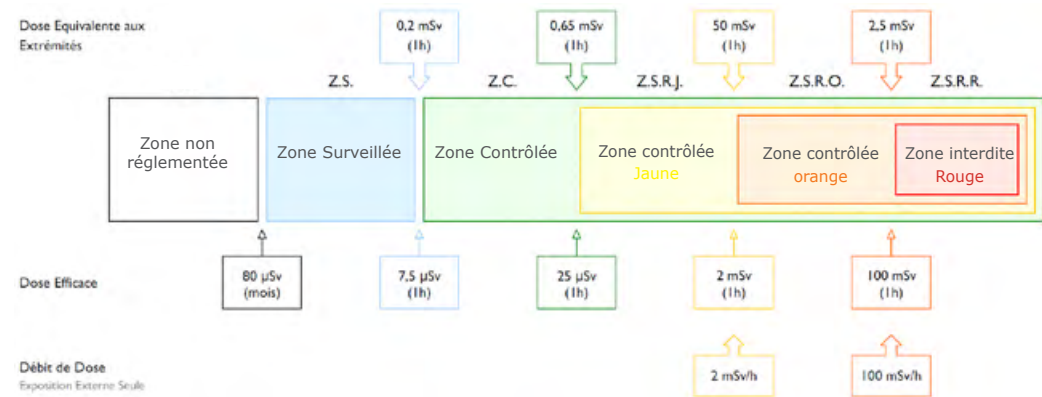 Dose Equivalente aux
Extrémités
0,2 mSv
(1h)
0,65 mSv
(1h)
50 mSv
(1h)
2,5 mSv
(1h)
Z.S.
Z.C.
Z.S.R.J.
Z.S.R.O.
Z.S.R.R.
Zone non
réglementée
Zone Surveillée
Zone Contrôlée
Zone contrôlée
Jaune
Zone contrôlée
orange
Zone interdite
Rouge
Dose Efficace
80 µSv
(mois)
7,5 µSv
(1h)
25 µSv
(1h)
2 mSv
(1h)
100 mSv
(1h)
Débit de Dose
Exposition Externe Seule
2 mSv/h
100 mSv/h